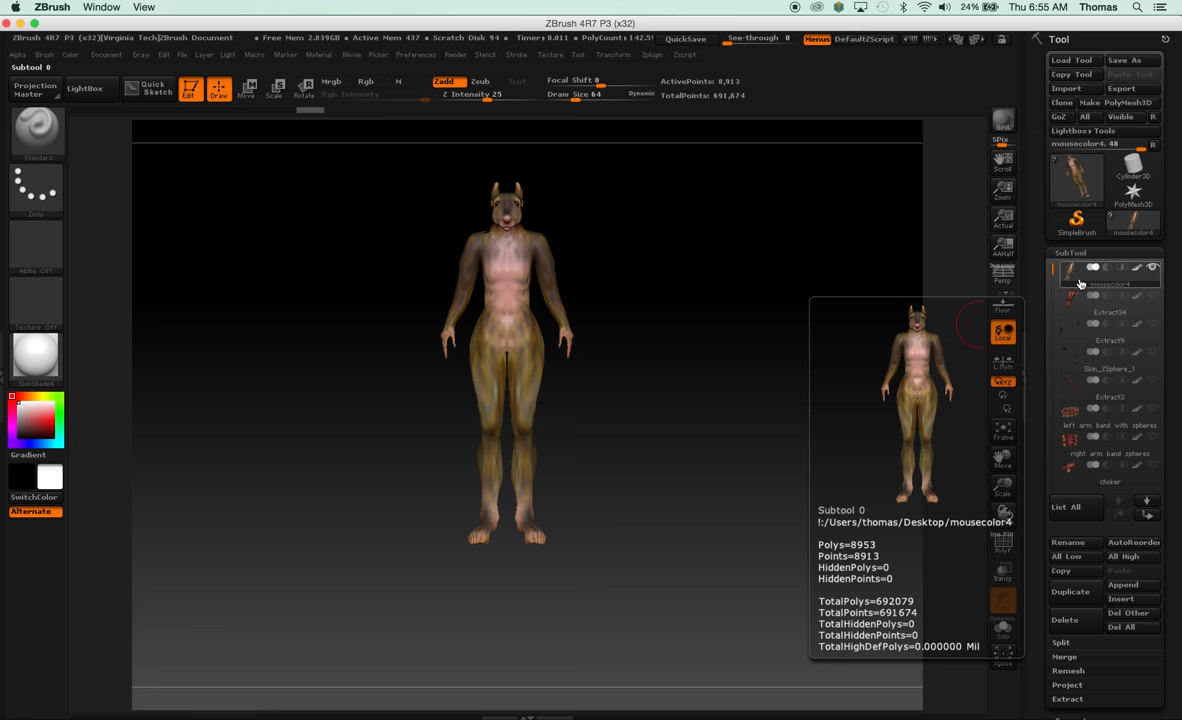 ZBrush Window View 24% Thu 6:55 AM Thomas
ZBrush 4R7 P3 (x32)
ZBrush 4R7 P3 (x32)[Virginia Tech]ZBrush Document • Free Mem 2.839GB • Active Mem 437 • Scratch Disk 94 • Timer▸0.011 • PolyCount▸142.5 QuickSave See-through 0 Menus DefaultZScript
Alpha Brush Color Document Draw Edit File Layer Light Macro Marker Material Movie Picker Preferences Render Stencil Stroke Texture Tool Transform Zplugin Zscript
Subtool 0
Projection Master LightBox Quick Sketch Edit Draw Move Scale Rotate
Mrgb Rgb M Zadd Zsub Zcut Focal Shift 0 ActivePoints: 8,913
Rgb Intensity Z Intensity 25 Draw Size 64 Dynamic TotalPoints: 691,674
Standard
Dots
Alpha Off
Texture Off
SkinShade4
Gradient
SwitchColor
Alternate
BPR
SPix
Scroll
Zoom
Actual
AAHalf
Dynamic
Persp
Floor
Local
L.Sym
XYZ
Frame
Move
Scale
PolyF
Transp
Dynamic
Solo
Xpose
Subtool 0
!:/Users/thomas/Desktop/mousecolor4
Polys=8953
Points=8913
HiddenPolys=0
HiddenPoints=0
TotalPolys=692079
TotalPoints=691674
TotalHiddenPolys=0
TotalHiddenPoints=0
TotalHighDefPolys=0.000000 Mil
Tool
Load Tool Save As
Copy Tool Paste Tool
Import Export
Clone Make PolyMesh3D
GoZ All Visible R
Lightbox▸Tools
mousecolor4. 48 R
9
mousecolor4
Cylinder3D
PolyMesh3D
SimpleBrush
9
mousecolor4
SubTool
mousecolor4
Extract34
Extract9
Skin_ZSphere_1
Extract3
left arm band with spheres
right arm band spheres
choker
List All
Rename AutoReorder
All Low All High
Copy Paste
Duplicate Append
Insert
Delete Del Other
Del All
Split
Merge
Remesh
Project
Extract